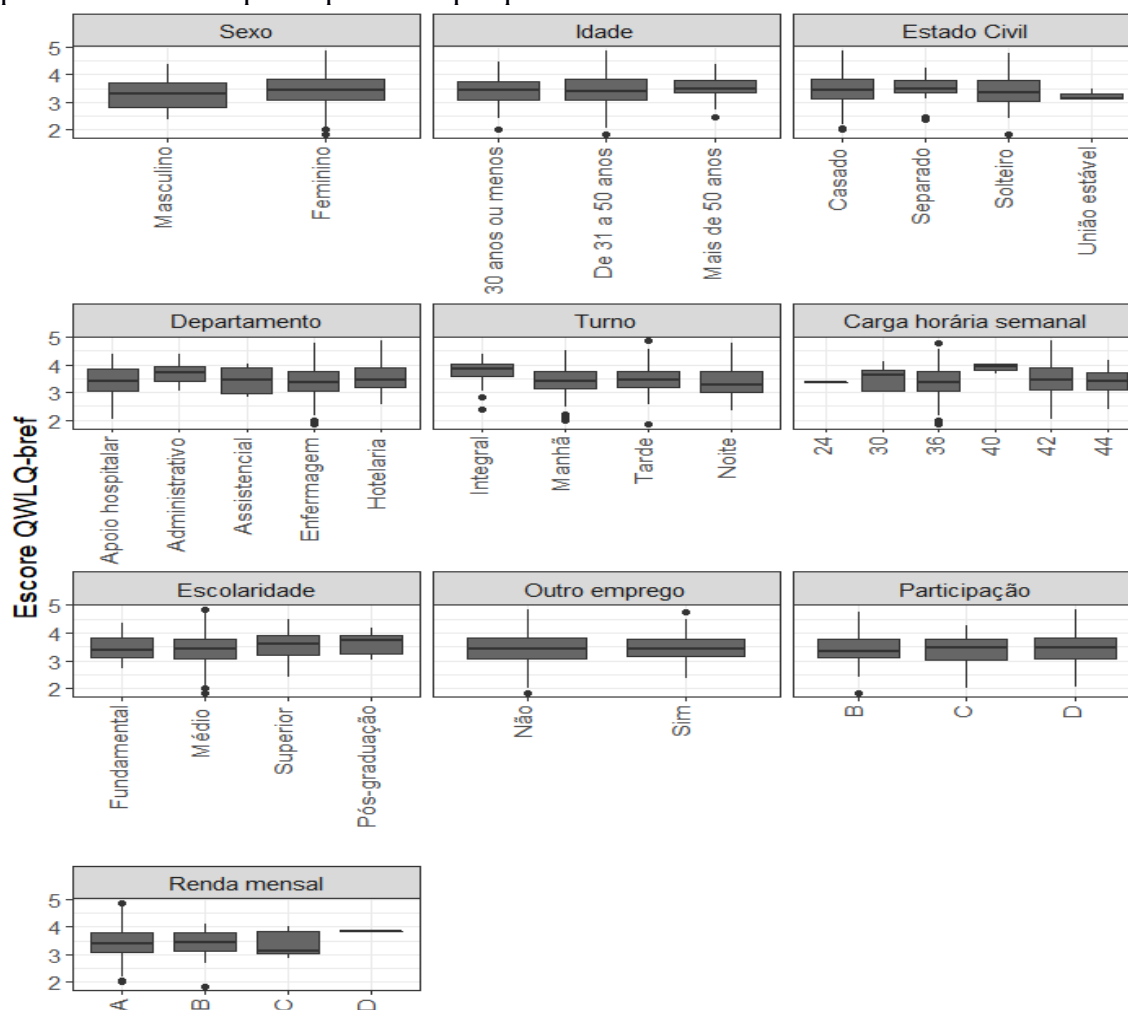 Sexo
Idade
Estado Civil
5
4
3
2
Masculino
Feminino
30 anos ou menos
De 31 a 50 anos
Mais de 50 anos
Casado
Separado
Solteiro
União estável
Escore QWLQ-bref
Departamento
Turno
Carga horária semanal
5
4
3
2
Apoio hospitalar
Administrativo
Assistencial
Enfermagem
Hotelaria
Integral
Manhã
Tarde
Noite
24
30
36
40
42
44
Escolaridade
Outro emprego
Participação
5
4
3
2
Fundamental
Médio
Superior
Pós-graduação
Não
Sim
B
C
D
Renda mensal
5
4
3
2
A
B
C
D